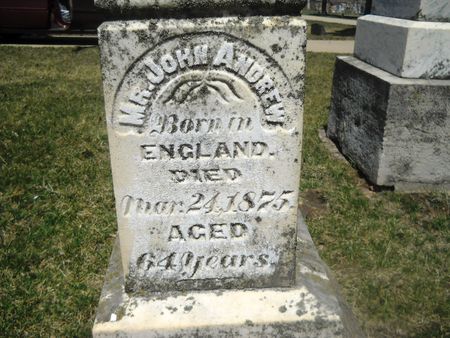 MR. JOHN ANDREW
Born in
ENGLAND.
DIED
Mar. 24, 1875.
AGED
64 Years